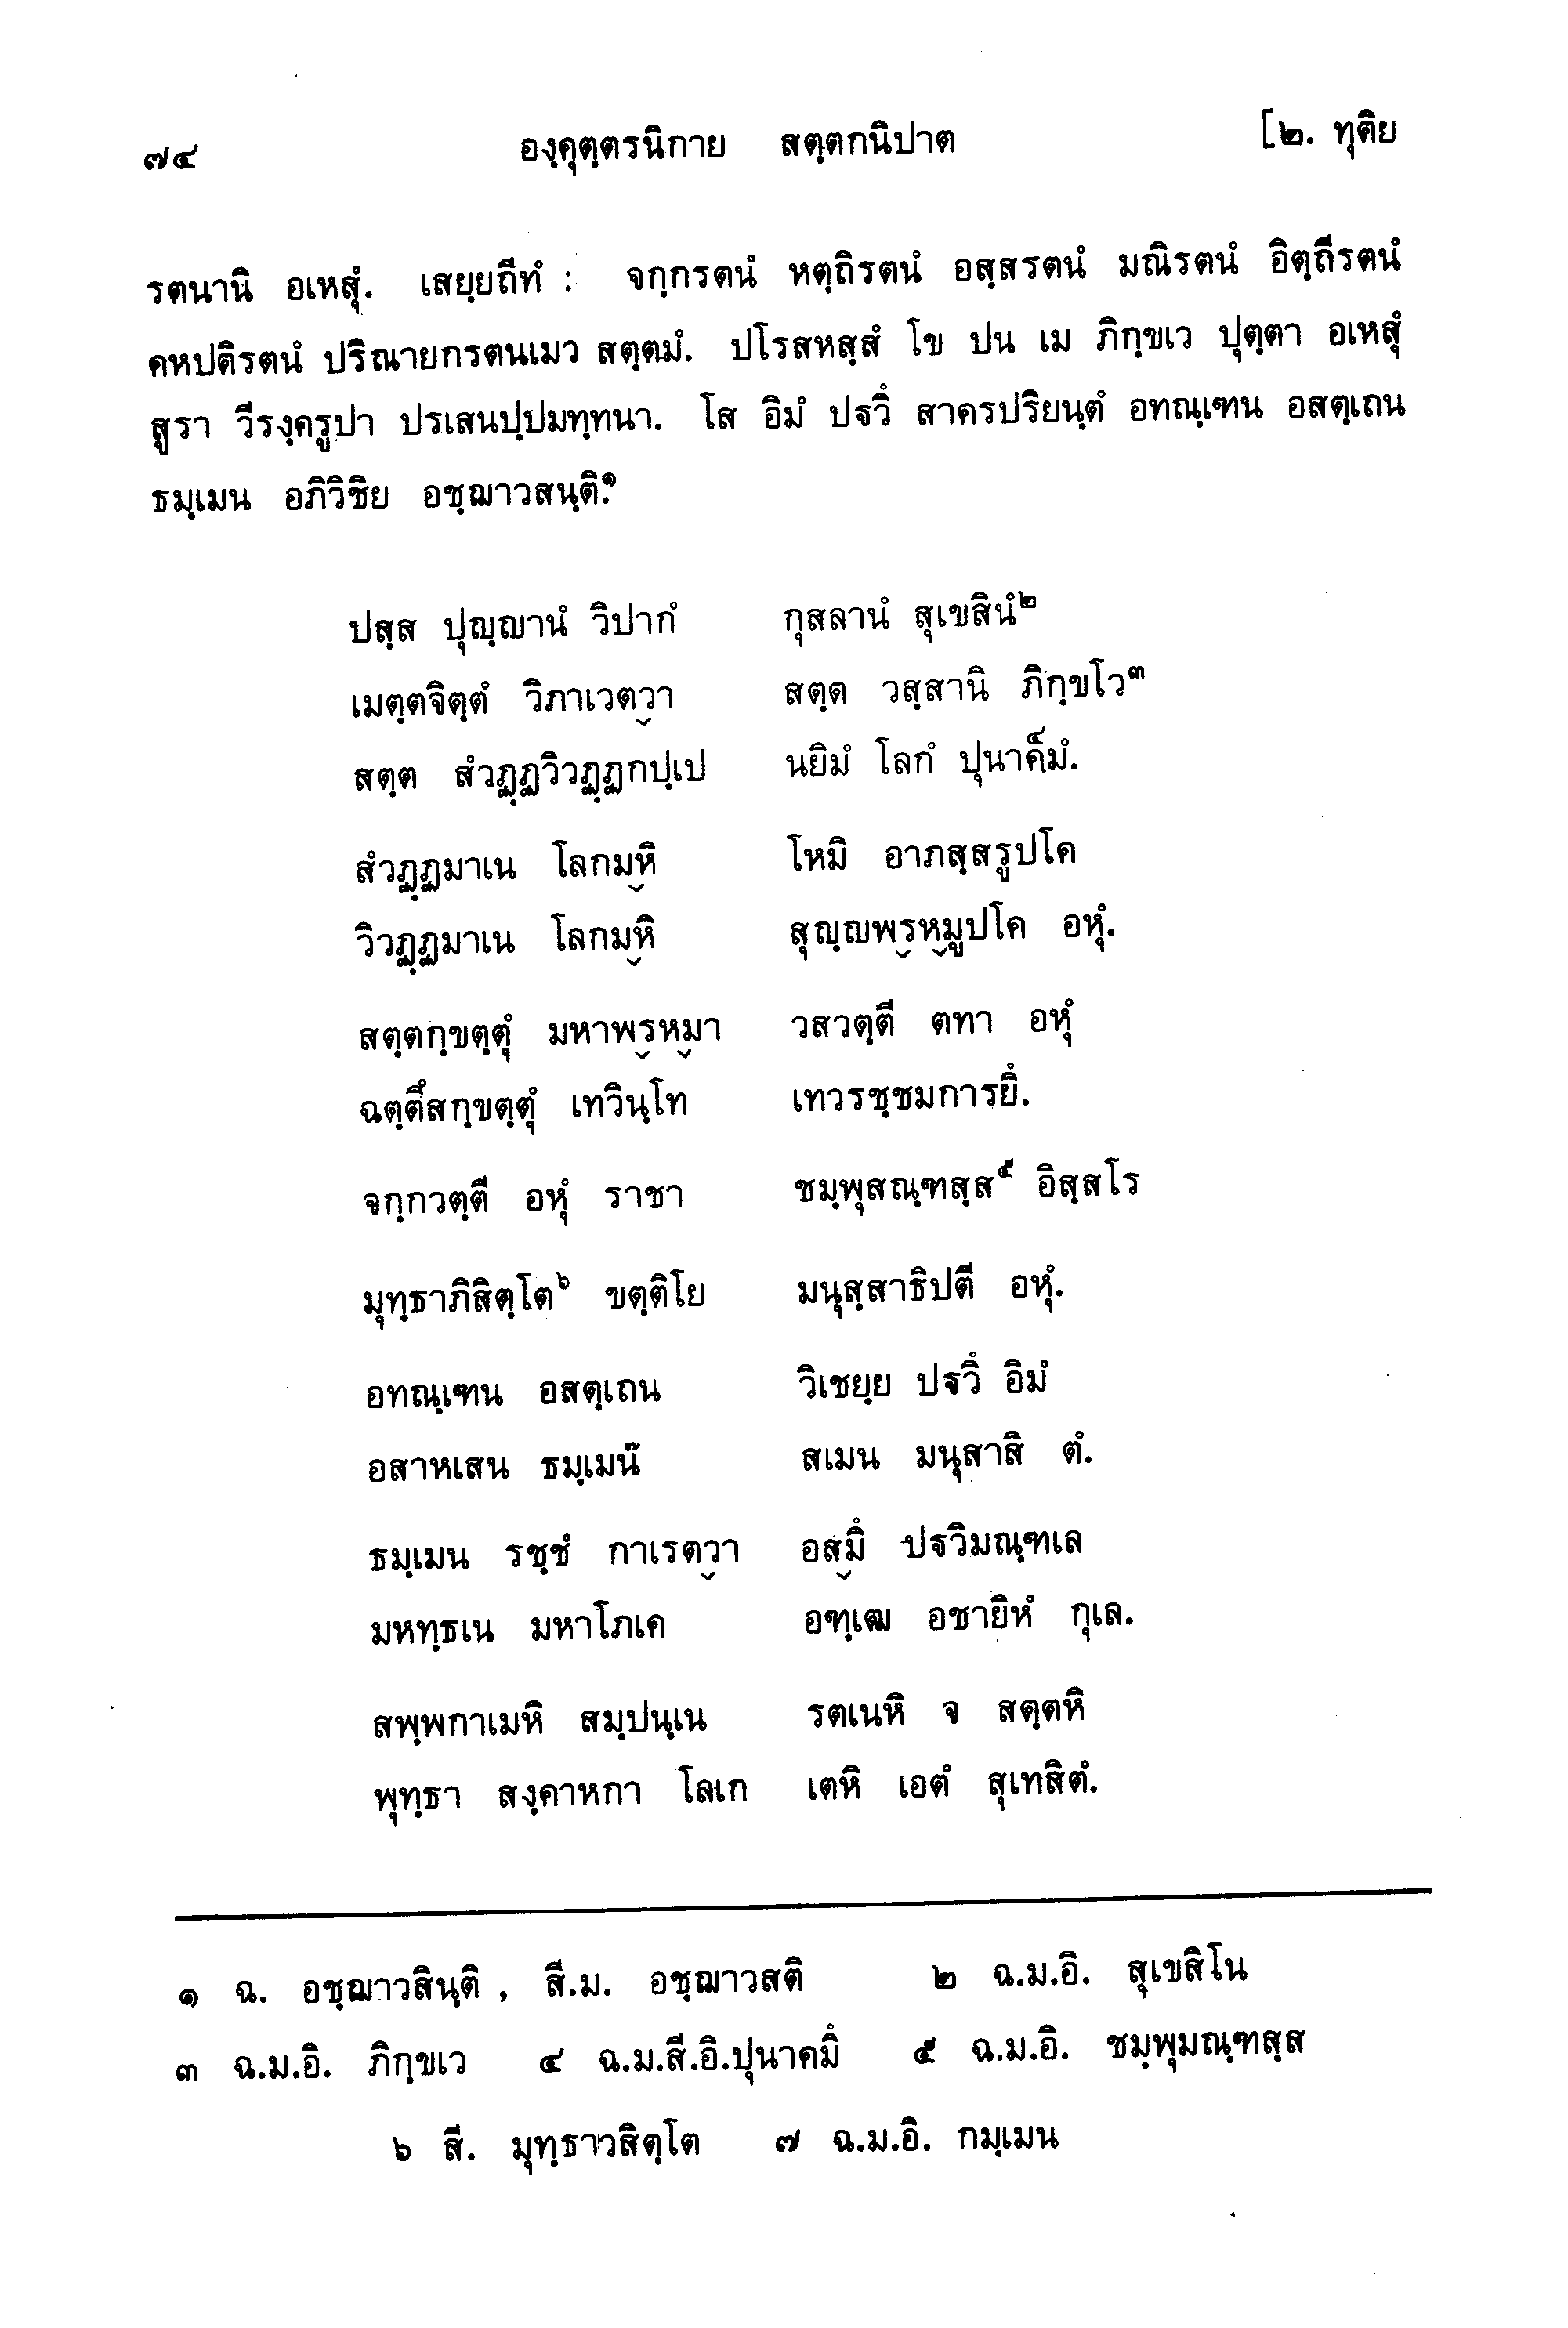 ๗๔ องฺคุตฺตรนิกาย สตฺตกนิปาต [๒. ทุติย
รตนานิ อเหสุํ. เสยฺยถีทํ : จกฺกรตนํ หตฺถิรตนํ อสฺสรตนํ มณิรตนํ อิตฺถีรตนํ
คหปติรตนํ ปริณายกรตนเมว สตฺตมํ. ปโรสหสฺสํ โข ปน เม ภิกฺขเว ปุตฺตา อเหสุํ
สูรา วีรงฺครูปา ปรเสนปฺปมทฺทนา. โส อิมํ ปฐวึ สาครปริยนฺตํ อทณฺเฑน อสตฺเถน
ธมฺเมน อภิวิชิย อชฺฌาวสนฺติ.๑
ปสฺส ปุญฺญานํ วิปากํ กุสลานํ สุเขสินํ๒
เมตฺตจิตฺตํ วิภาเวตฺวา สตฺต วสฺสานิ ภิกฺขโว๓
สตฺต สํวฏฺฏวิวฏฺฏกปฺเป นยิมํ โลกํ ปุนาคมํ.๔
สํวฏฺฏมาเน โลกมฺหิ โหมิ อาภสฺสรูปโค
วิวฏฺฏมาเน โลกมฺหิ สุญฺญพฺรหฺมูปโค อหุํ.
สตฺตกฺขตฺตุํ มหาพฺรหฺมา วสวตฺตี ตทา อหุํ
ฉตฺตึสกฺขตฺตุํ เทวินฺโท เทวรชฺชมการยึ.
จกฺกวตฺตี อหุํ ราชา ชมฺพุสณฺฑสฺส๕ อิสฺสโร
มุทฺธาภิสิตฺโต๖ ขตฺติโย มนุสฺสาธิปตี อหุํ.
อทณฺเฑน อสตฺเถน วิเชยฺย ปฐวึ อิมํ
อสาหเสน ธมฺเมน๗ สเมน มนุสาสิ ตํ.
ธมฺเมน รชฺชํ กาเรตฺวา อสฺมึ ปฐวิมณฺฑเล
มหทฺธเน มหาโภเค อฑฺเฒ อชายิหํ กุเล.
สพฺพกาเมหิ สมฺปนฺเน รตเนหิ จ สตฺตหิ
พุทฺธา สงฺคาหกา โลเก เตหิ เอตํ สุเทสิตํ.
๑ ฉ. อชฺฌาวสินฺติ , สี.ม. อชฺฌาวสติ ๒ ฉ.ม.อิ. สุเขสิโน
๓ ฉ.ม.อิ. ภิกฺขเว ๔ ฉ.ม.สี.อิ.ปุนาคมึ ๕ ฉ.ม.อิ. ชมฺพุมณฺฑสฺส
๖ สี. มุทฺธาวสิตฺโต ๗ ฉ.ม.อิ. กมฺเมน